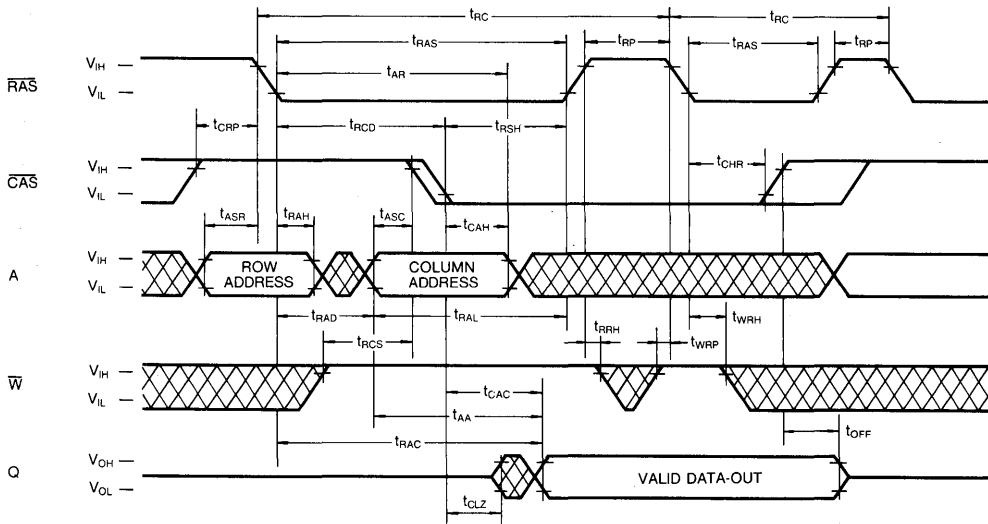 tRC tRC
tRAS tRP tRAS tRP
tAR
RAS VIH
VIL
tCRP tRCD tRSH
CAS VIH
VIL
tCHR
tASR tRAH tASC tCAH
A VIH
VIL
ROW ADDRESS
COLUMN ADDRESS
tRAD tRAL
tRCS tRRH tWRP tWRH
W VIH
VIL
tCAC
tAA
tRAC
tOFF
Q VOH
VOL
VALID DATA-OUT
tCLZ